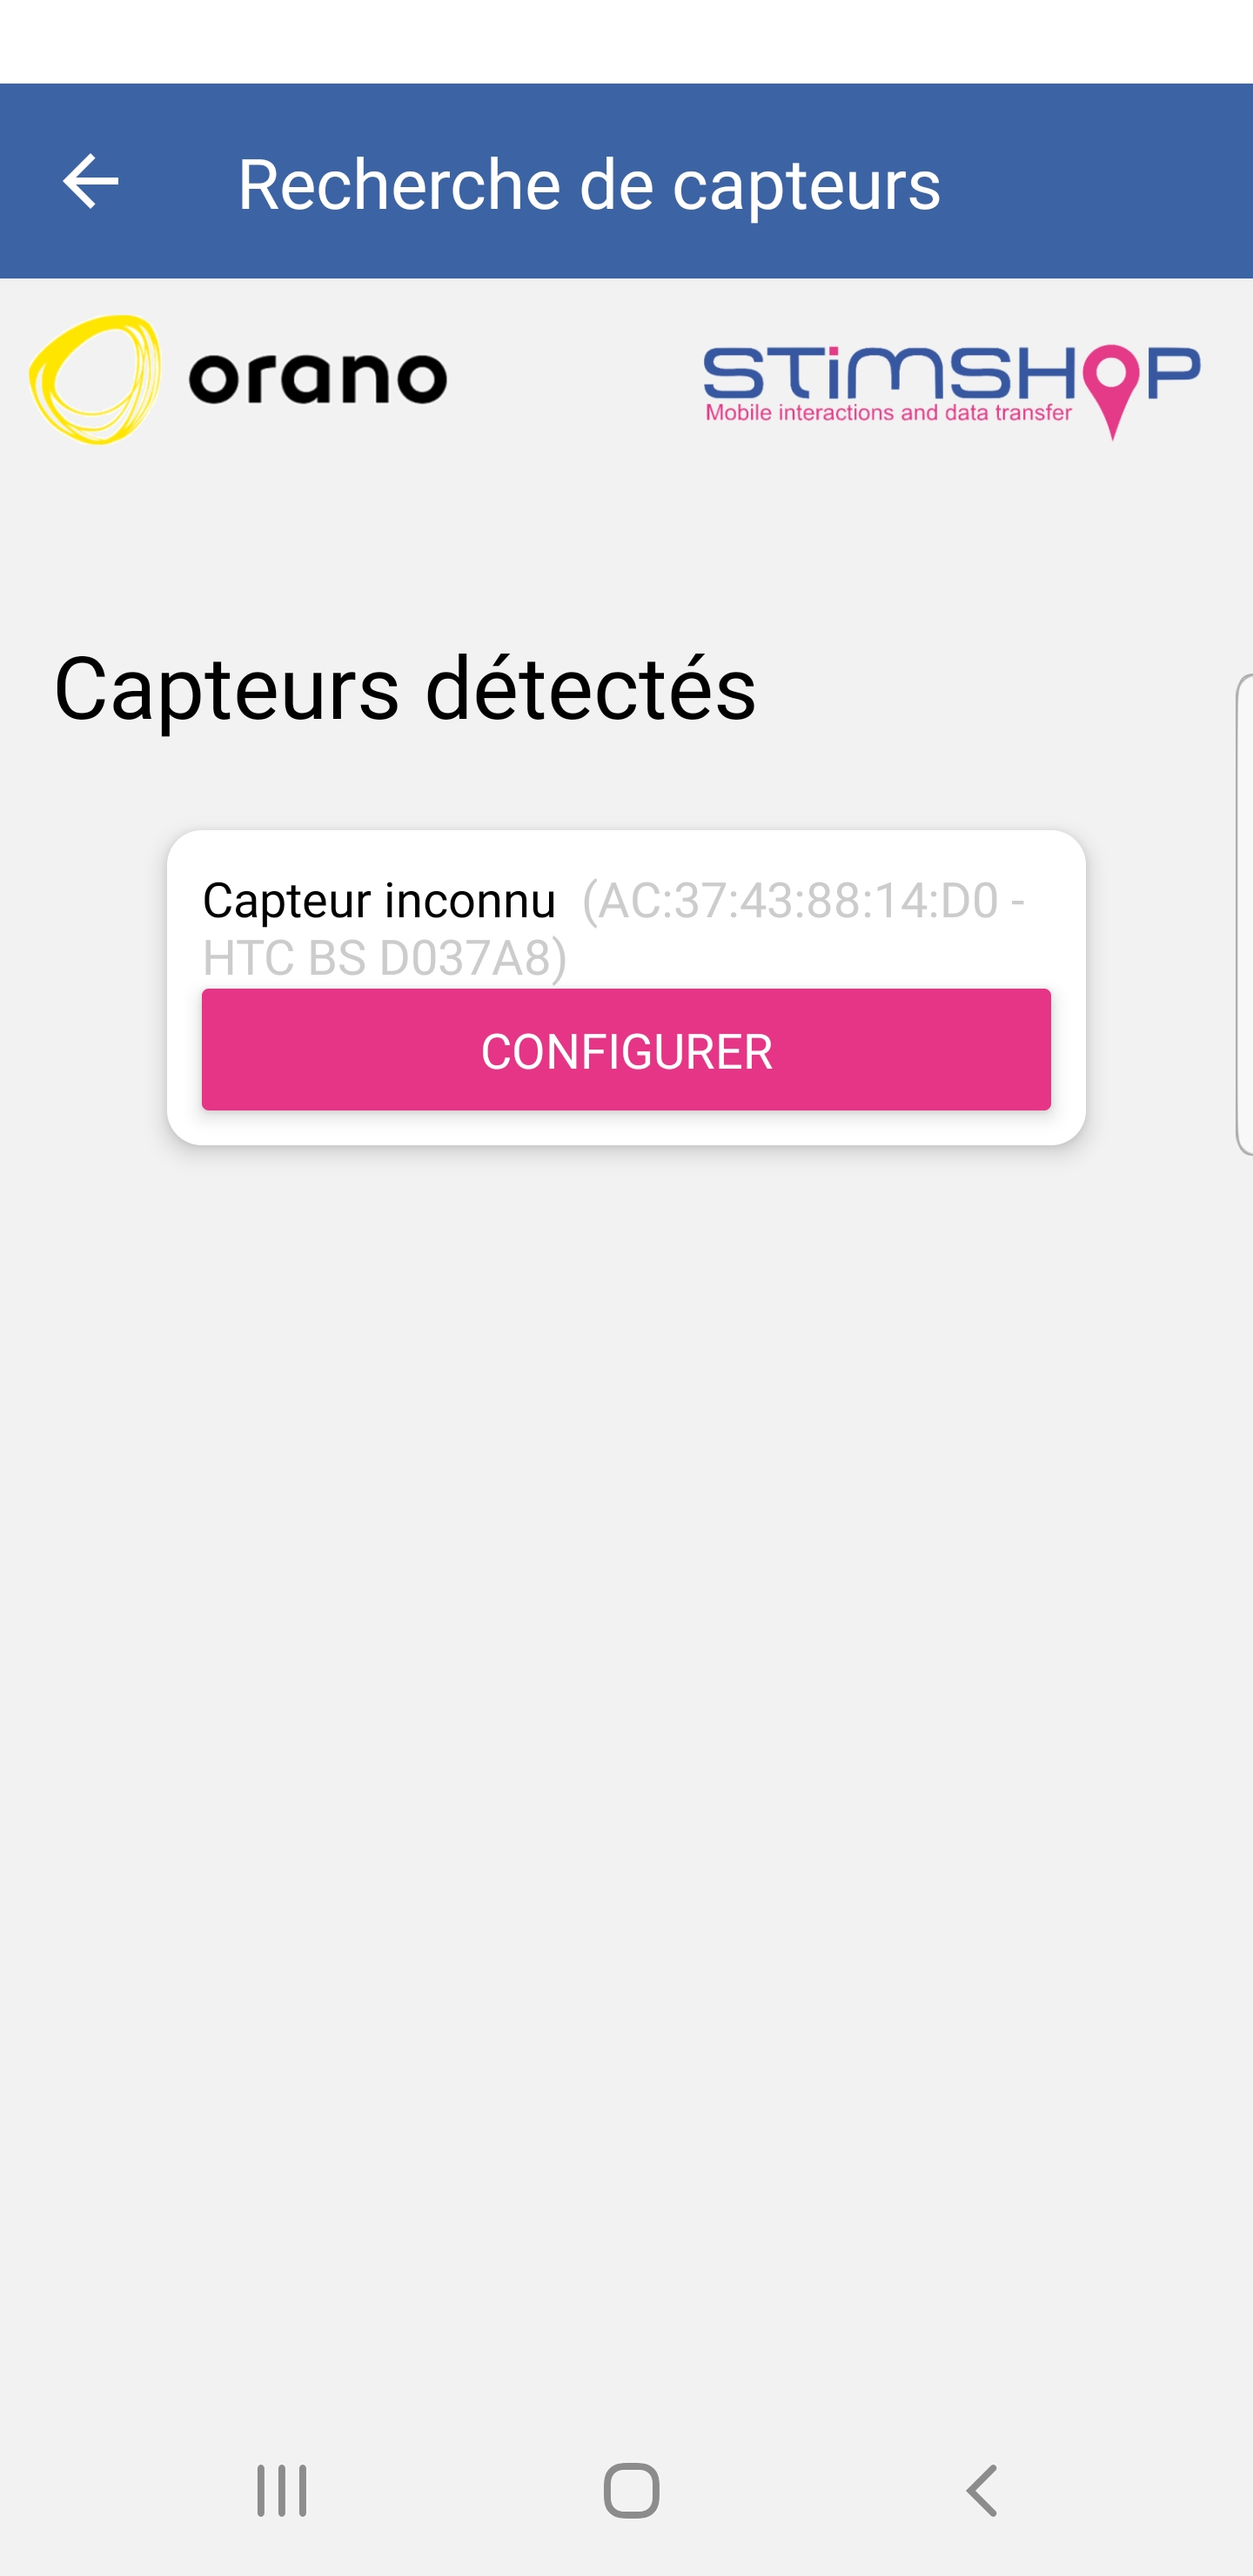 Recherche de capteurs
orano
STIMSHOP
Mobile interactions and data transfer
Capteurs détectés
Capteur inconnu (AC:37:43:88:14:D0 -
HTC BS D037A8)
CONFIGURER